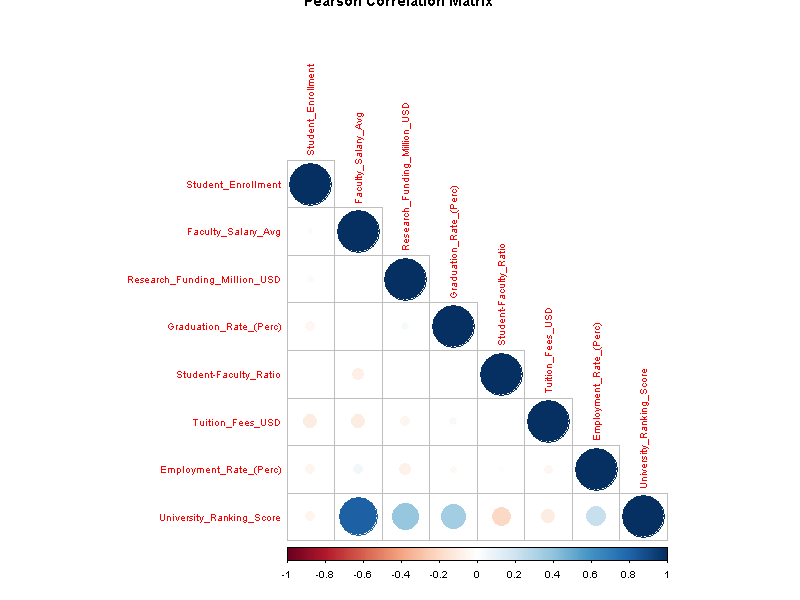 Pearson Correlation Matrix
Student_Enrollment
Faculty_Salary_Avg
Research_Funding_Million_USD
Graduation_Rate_(Perc)
Student-Faculty_Ratio
Tuition_Fees_USD
Employment_Rate_(Perc)
University_Ranking_Score
Student_Enrollment
Faculty_Salary_Avg
Research_Funding_Million_USD
Graduation_Rate_(Perc)
Student-Faculty_Ratio
Tuition_Fees_USD
Employment_Rate_(Perc)
University_Ranking_Score
-1 -0.8 -0.6 -0.4 -0.2 0 0.2 0.4 0.6 0.8 1